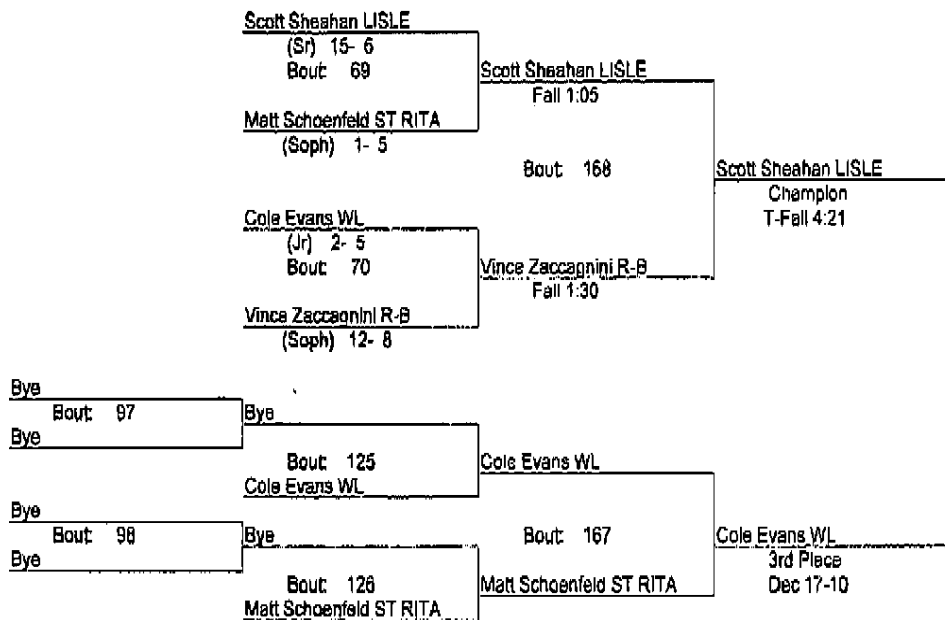 Scott Sheahan LISLE
(Sr) 15- 6
Bout: 69
Scott Sheahan LISLE
Fall 1:05
Matt Schoenfeld ST RITA
(Soph) 1- 5
Bout: 168
Scott Sheahan LISLE
Champion
T-Fall 4:21
Cole Evans WL
(Jr) 2- 5
Bout: 70
Vince Zaccagnini R-B
Fall 1:30
Vince Zaccagnini R-B
(Soph) 12- 8
Bye
Bout: 97
Bye
Bye
Bout: 125
Cole Evans WL
Cole Evans WL
Bye
Bout: 98
Bye
Bye
Bout: 167
Cole Evans WL
3rd Place
Dec 17-10
Bout: 126
Matt Schoenfeld ST RITA
Matt Schoenfeld ST RITA